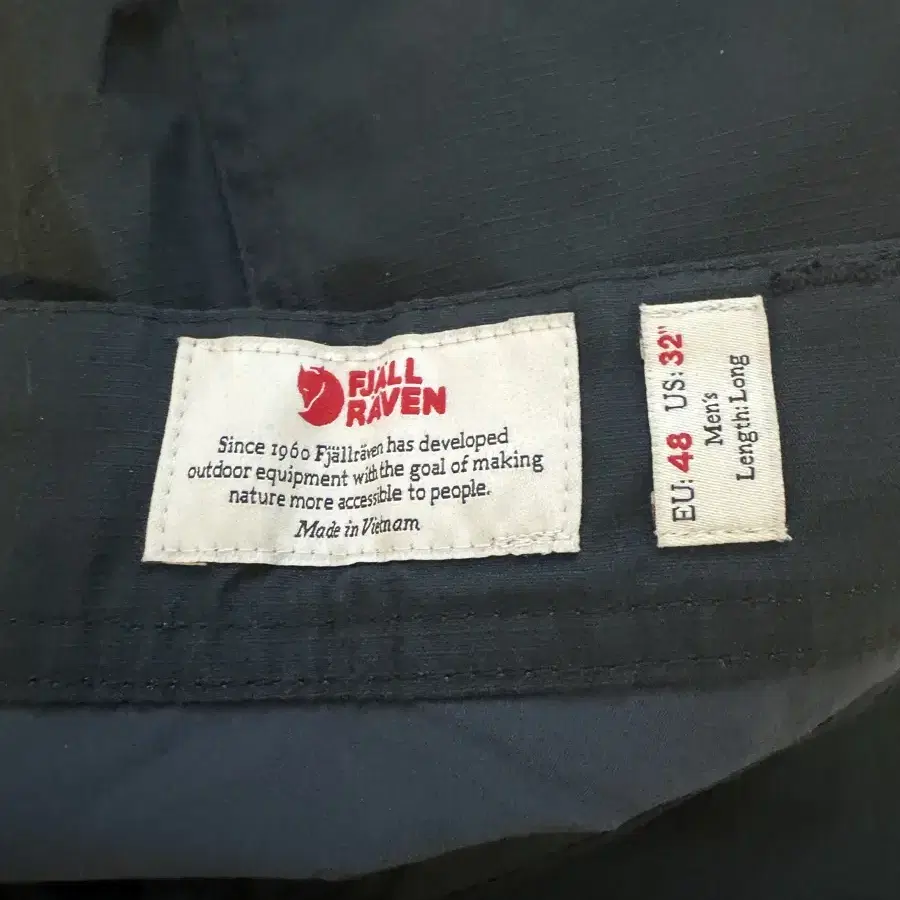 FJÄLL
RÄVEN
Since 1960 Fjällräven has developed
outdoor equipment with the goal of making
nature more accessible to people.
Made in Vietnam
EU: 48 US: 32"
Men's
Length: Long